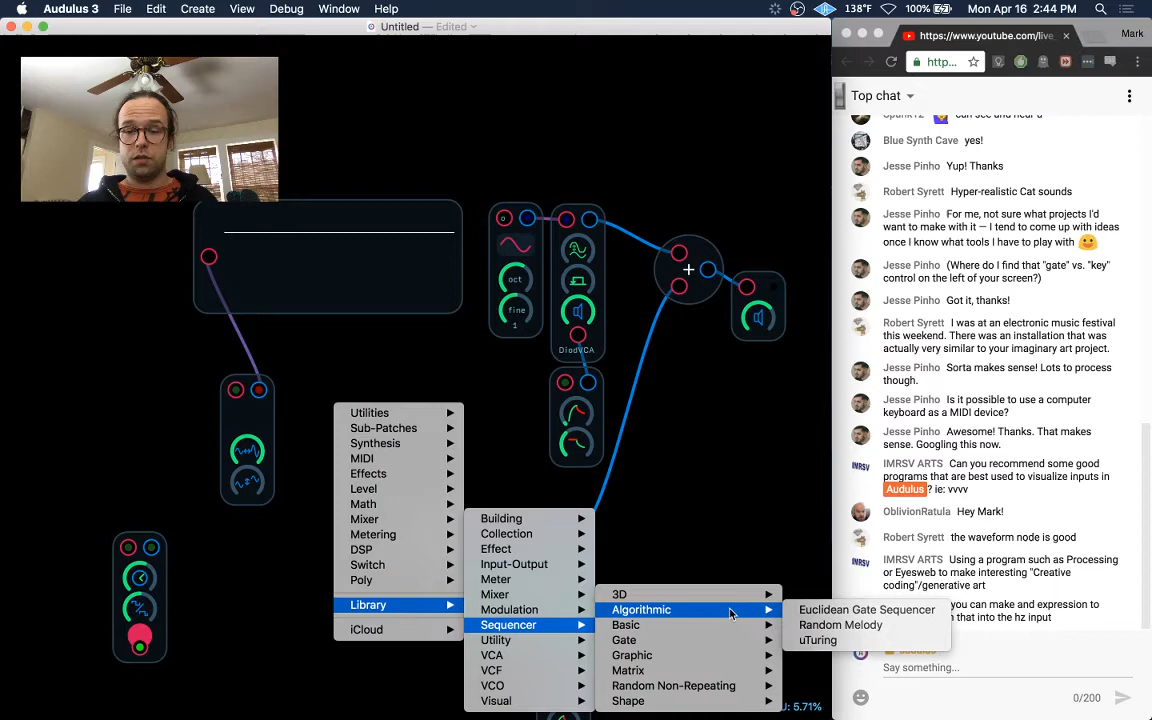 Audulus 3 File Edit Create View Debug Window Help 138°F 100% Mon Apr 16 2:44 PM
Untitled — Edited
https://www.youtube.com/live_ Mark
http...
Top chat
can see and hear u
Blue Synth Cave yes!
Jesse Pinho Yup! Thanks
Robert Syrett Hyper-realistic Cat sounds
Jesse Pinho For me, not sure what projects I'd
want to make with it — I tend to come up with ideas
once I know what tools I have to play with
Jesse Pinho (Where do I find that "gate" vs. "key"
control on the left of your screen?)
Jesse Pinho Got it, thanks!
Robert Syrett I was at an electronic music festival
this weekend. There was an installation that was
actually very similar to your imaginary art project.
Jesse Pinho Sorta makes sense! Lots to process
though.
Jesse Pinho Is it possible to use a computer
keyboard as a MIDI device?
Jesse Pinho Awesome! Thanks. That makes
sense. Googling this now.
IMRSV ARTS Can you recommend some good
programs that are best used to visualize inputs in
Audulus ? ie: vvvv
OblivionRatula Hey Mark!
Robert Syrett the waveform node is good
IMRSV ARTS Using a program such as Processing
or Eyesweb to make interesting "Creative
coding"/generative art
you can make and expression to
into the hz input
Say something...
0/200
o
oct
fine
1
DiodVCA
+
Utilities
Sub-Patches
Synthesis
MIDI
Effects
Level
Math
Mixer
Metering
DSP
Switch
Poly
Library
iCloud
Building
Collection
Effect
Input-Output
Meter
Mixer
Modulation
Sequencer
Utility
VCA
VCF
VCO
Visual
3D
Algorithmic
Basic
Gate
Graphic
Matrix
Random Non-Repeating
Shape
Euclidean Gate Sequencer
Random Melody
uTuring
U: 5.71%